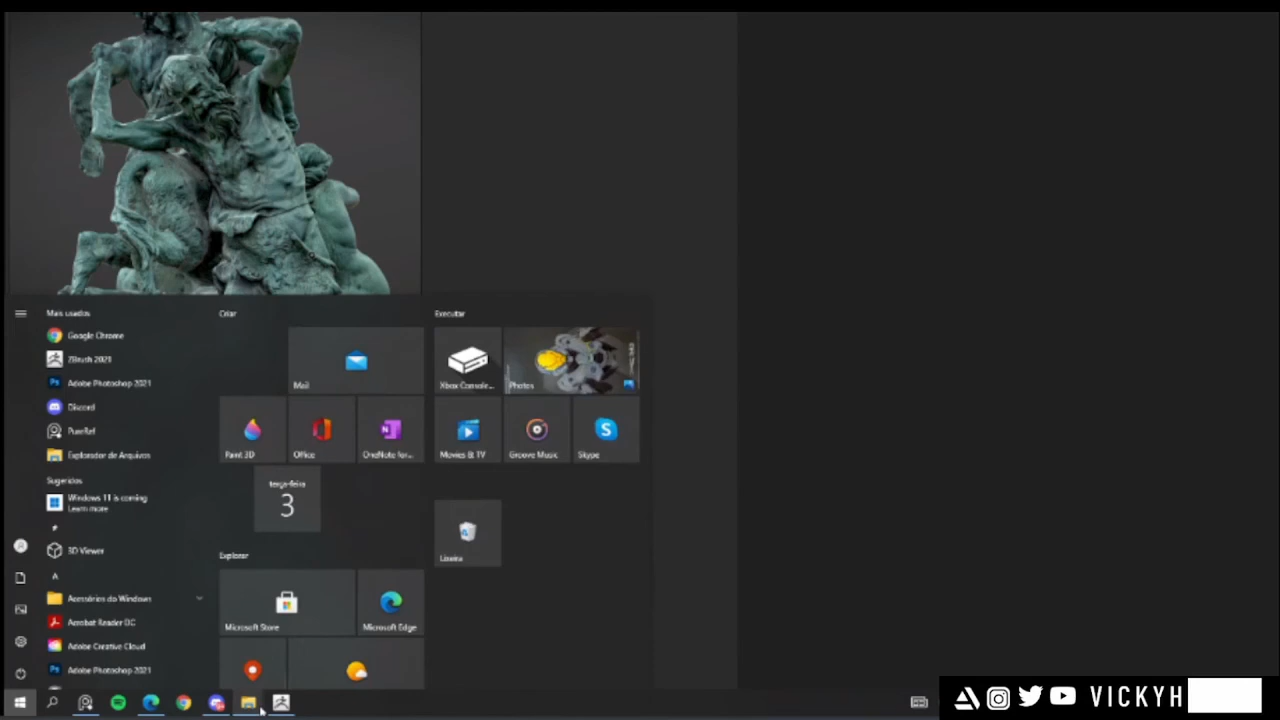 Mais usados
Google Chrome
ZBrush 2021
Adobe Photoshop 2021
Discord
PureRef
Explorador de Arquivos
Sugeridos
Windows 11 is coming
Learn more
3D Viewer
A
Acessórios do Windows
Acrobat Reader DC
Adobe Creative Cloud
Adobe Photoshop 2021
Criar
Mail
Paint 3D
Office
OneNote for...
terça-feira
3
Explorar
Microsoft Store
Microsoft Edge
Executar
Xbox Console...
Photos
Movies & TV
Groove Music
Skype
Lixeira
VICKYH